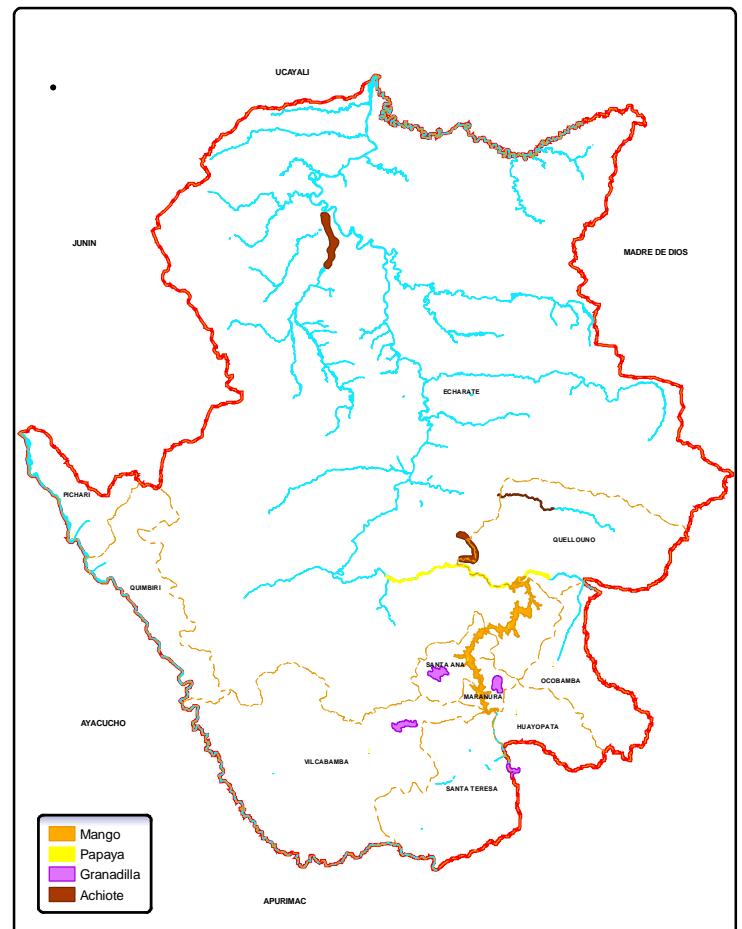 UCAYALI
JUNIN
MADRE DE DIOS
ECHARATE
PICHARI
QUELLOUNO
QUIMBIRI
SANTA ANA
OCOBAMBA
MARANURA
AYACUCHO
HUAYOPATA
VILCABAMBA
SANTA TERESA
Mango
Papaya
Granadilla
Achiote
APURIMAC